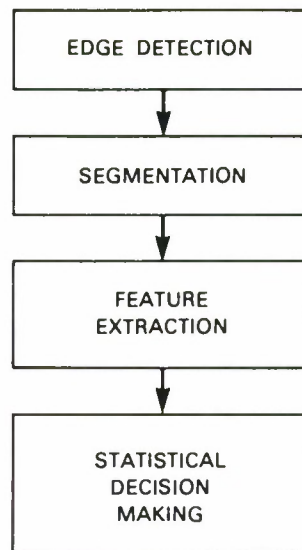 EDGE DETECTION
SEGMENTATION
FEATURE
EXTRACTION
STATISTICAL
DECISION
MAKING